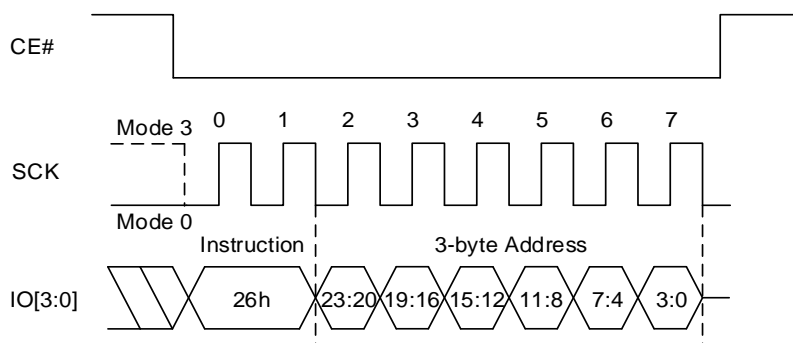 CE#
Mode 3 0 1 2 3 4 5 6 7
SCK
Mode 0
Instruction 3-byte Address
IO[3:0] 26h 23:20 19:16 15:12 11:8 7:4 3:0